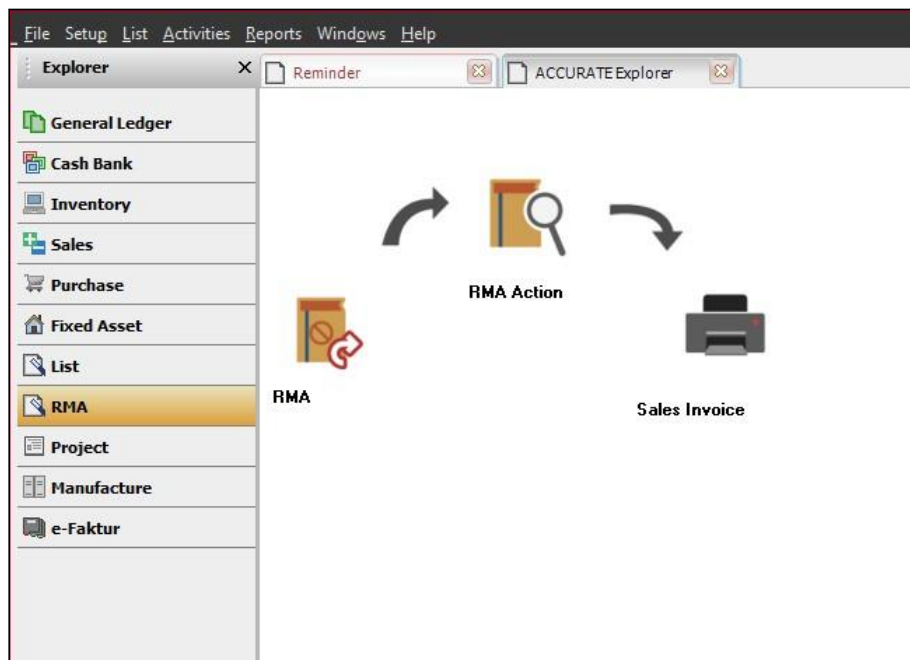 File Setup List Activities Reports Windows Help
Explorer
Reminder
ACCURATE Explorer
General Ledger
Cash Bank
Inventory
Sales
Purchase
Fixed Asset
List
RMA
Project
Manufacture
e-Faktur
RMA Action
RMA
Sales Invoice